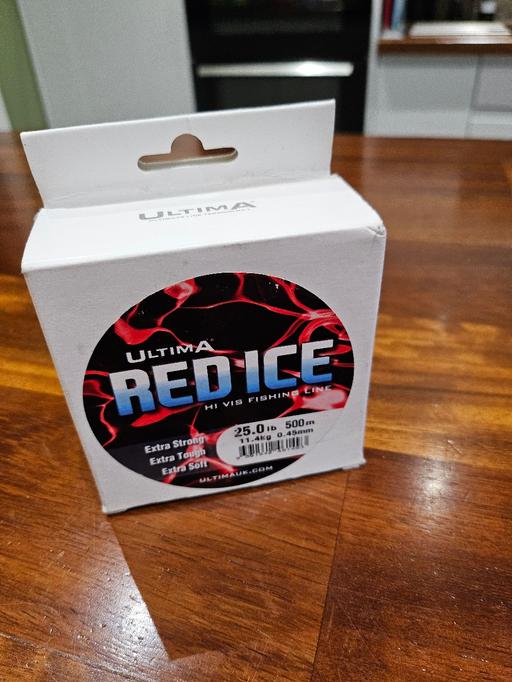 ULTIMA
ULTIMA
RED ICE
HI VIS FISHING LINE
25.0 lb 500m
11.4kg 0.45mm
Extra Strong
Extra Tough
Extra Soft
ULTIMAUK.COM